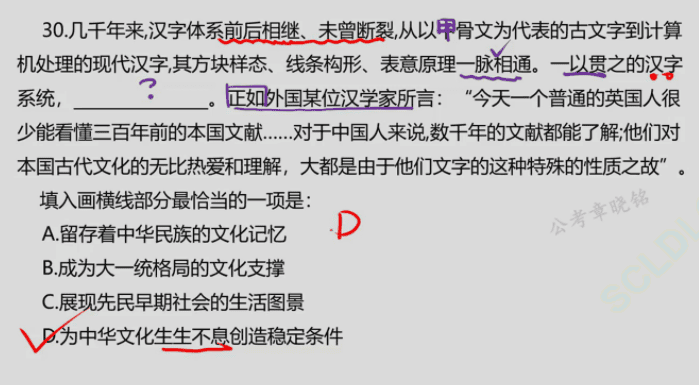 30.几千年来,汉字体系前后相继、未曾断裂,从以甲骨文为代表的古文字到计算
机处理的现代汉字,其方块样态、线条构形、表意原理一脉相通。一以贯之的汉字
系统，______________。正如外国某位汉学家所言：“今天一个普通的英国人很
少能看懂三百年前的本国文献……对于中国人来说,数千年的文献都能了解;他们对
本国古代文化的无比热爱和理解，大都是由于他们文字的这种特殊的性质之故”。
填入画横线部分最恰当的一项是：
A.留存着中华民族的文化记忆
D
B.成为大一统格局的文化支撑
C.展现先民早期社会的生活图景
D.为中华文化生生不息创造稳定条件
?
公考章晓铭